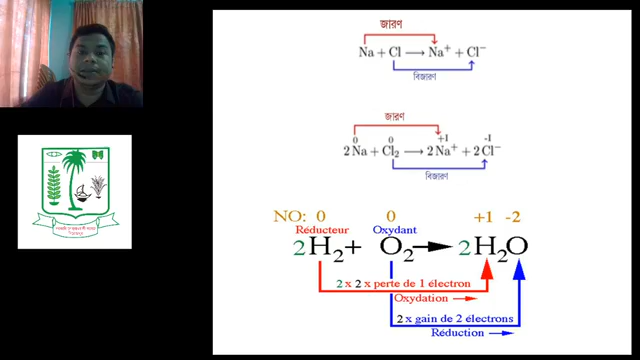 জারণ
Na + Cl ⟶ Na⁺ + Cl⁻
বিজারণ
জারণ
0 0 +1 -1
2 Na + Cl₂ ⟶ 2 Na⁺ + 2 Cl⁻
বিজারণ
NO: 0 0 +1 -2
Réducteur Oxydant
2H₂ + O₂ ⟶ 2H₂O
2 x 2 x perte de 1 électron
Oxydation ⟶
2 x gain de 2 électrons
Réduction ⟶